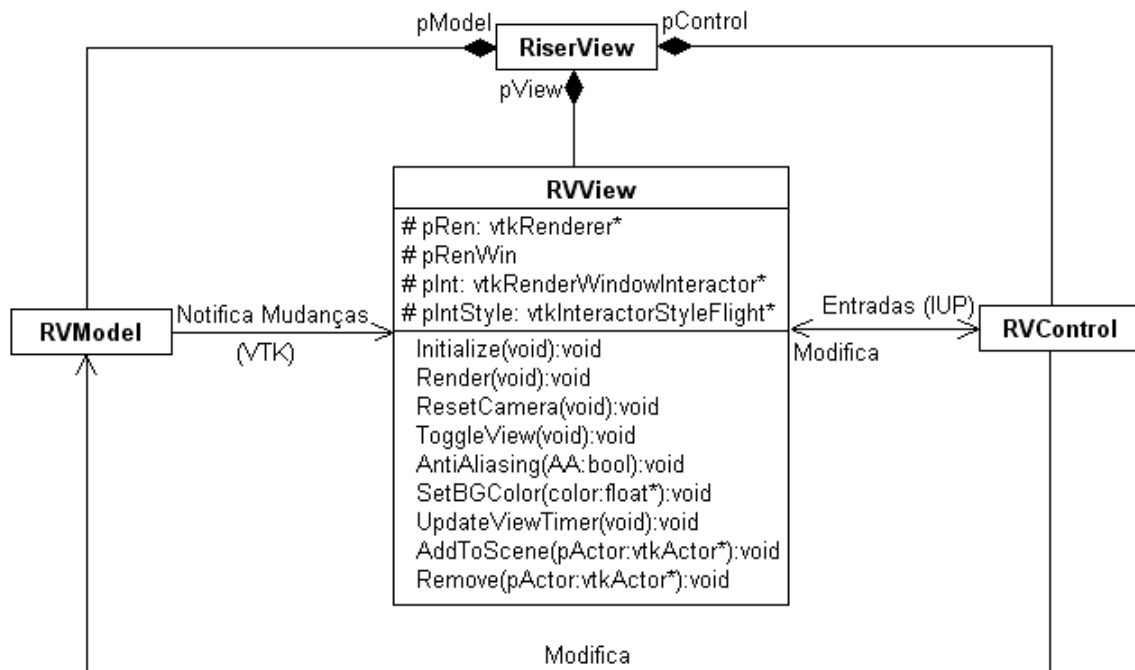 pModel
pControl
RiserView
pView
RVView
# pRen: vtkRenderer*
# pRenWin
# pInt: vtkRenderWindowInteractor*
# pIntStyle: vtkInteractorStyleFlight*
Notifica Mudanças
(VTK)
RVModel
Entradas (IUP)
Modifica
RVControl
Initialize(void):void
Render(void):void
ResetCamera(void):void
ToggleView(void):void
AntiAliasing(AA:bool):void
SetBGColor(color:float*):void
UpdateViewTimer(void):void
AddToScene(pActor:vtkActor*):void
Remove(pActor:vtkActor*):void
Modifica